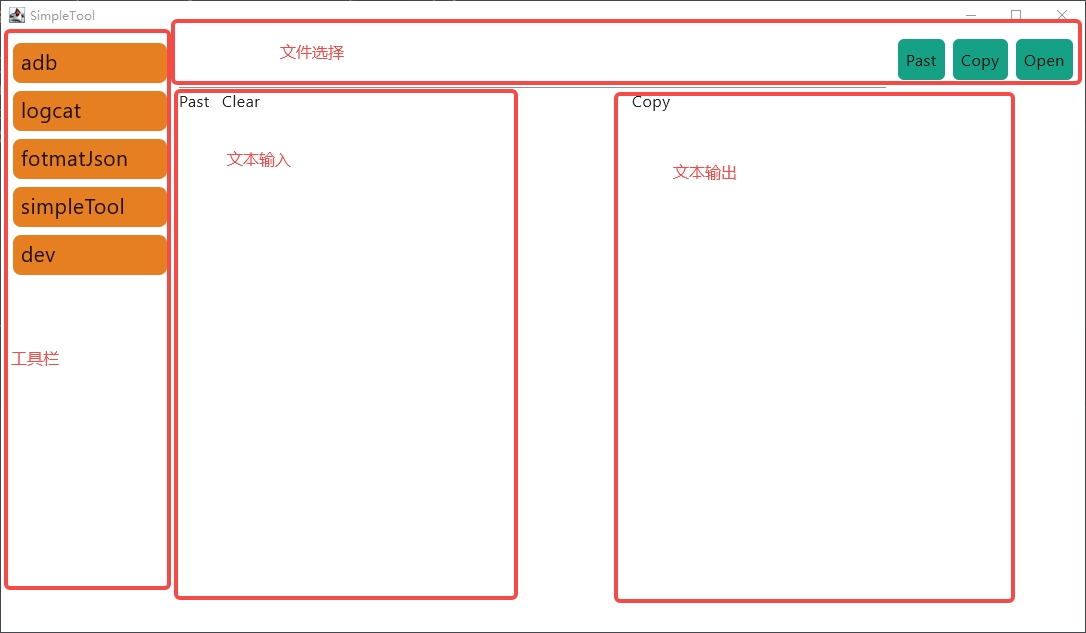 SimpleTool
文件选择
Past Copy Open
adb
logcat
fotmatJson
simpleTool
dev
工具栏
Past Clear
文本输入
Copy
文本输出